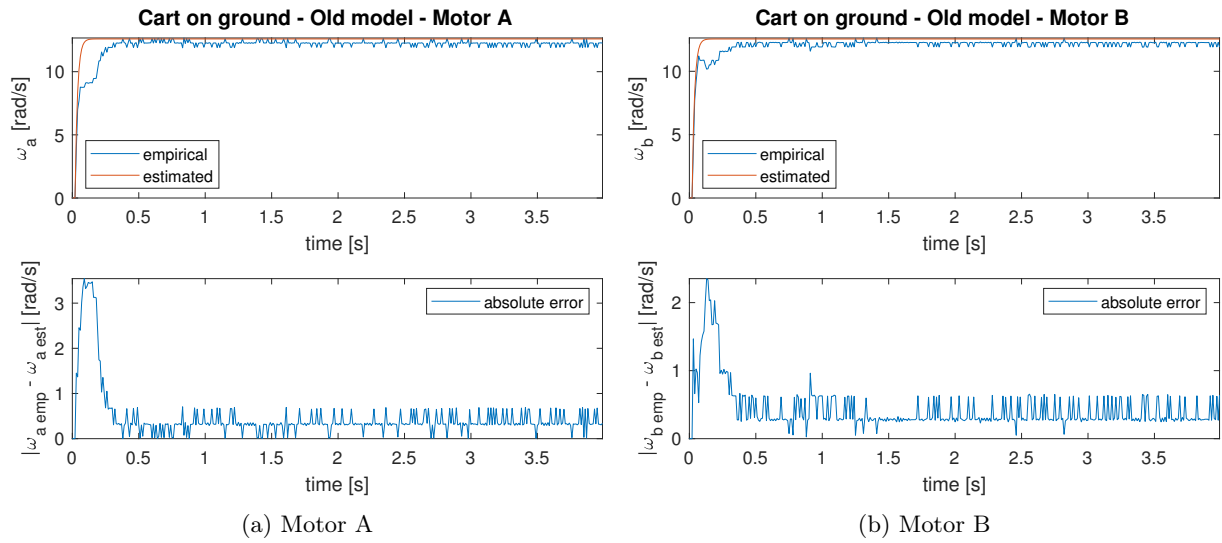 Cart on ground - Old model - Motor A
ω_a [rad/s]
10
5
0
empirical
estimated
0 0.5 1 1.5 2 2.5 3 3.5
time [s]
|ω_a emp - ω_a est| [rad/s]
3
2
1
0
absolute error
0 0.5 1 1.5 2 2.5 3 3.5
time [s]
(a) Motor A
Cart on ground - Old model - Motor B
ω_b [rad/s]
10
5
0
empirical
estimated
0 0.5 1 1.5 2 2.5 3 3.5
time [s]
|ω_b emp - ω_b est| [rad/s]
2
1
0
absolute error
0 0.5 1 1.5 2 2.5 3 3.5
time [s]
(b) Motor B